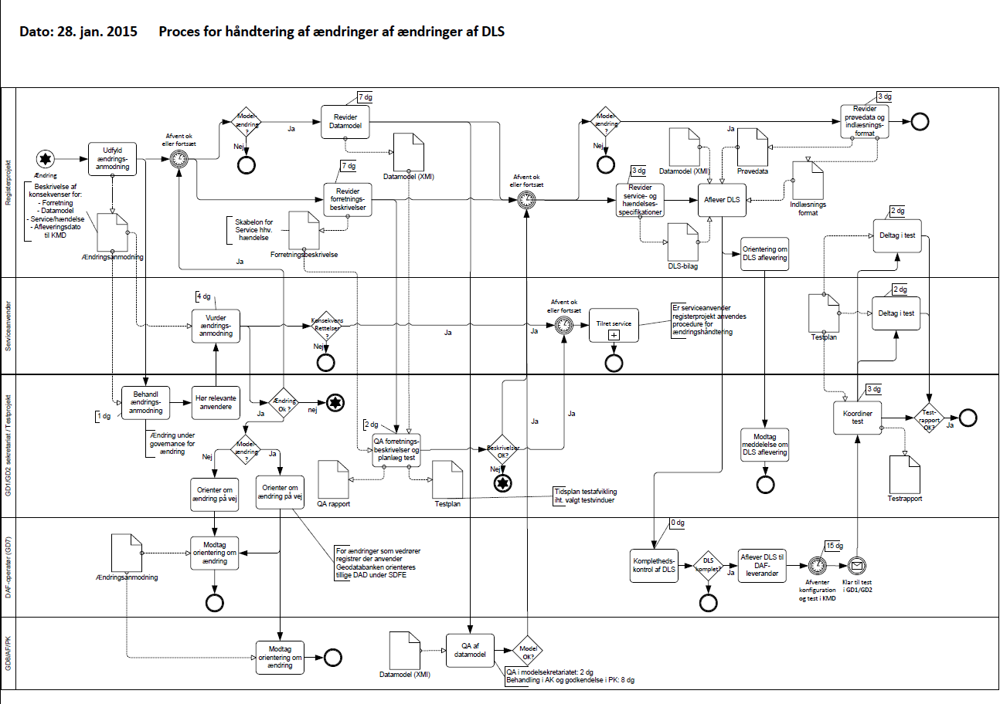 Dato: 28. jan. 2015 Proces for håndtering af ændringer af ændringer af DLS
Registerprojekt
Ændring
Udfyld
ændrings-
anmodning
Beskrivelse af
konsekvenser for:
- Forretning
- Datamodel
- Service/hændelse
- Afleveringsdato
til KMD
Ændringsanmodning
Afvent ok
eller fortsæt
Ja
Model-
ændring
?
Nej
Ja
7 dg
Revider
Datamodel
Datamodel (XMI)
7 dg
Revider
forretnings-
beskrivelser
Skabelon for
Service hhv.
hændelse
Forretningsbeskrivelse
Afvent ok
eller fortsæt
Model-
ændring
?
Nej
Ja
3 dg
Revider
prøvedata og
indlæsnings-
format
Datamodel (XMI)
Prøvedata
3 dg
Revider
service- og
hændelses-
specifikationer
Aflever DLS
Indlæsnings
format
DLS-bilag
Orientering om
DLS aflevering
2 dg
Deltag i test
Serviceanvender
4 dg
Vurder
ændrings-
anmodning
Konsekvens
Rettelser
?
Nej
Ja
Ja
Afvent ok
eller fortsæt
Tilret service
Er serviceanvender
registerprojekt anvendes
procedure for
ændringshåndtering
Testplan
2 dg
Deltag i test
GD1/GD2 sekretariat / Testprojekt
Behandl
ændrings-
anmodning
1 dg
Ændring under
governance for
ændring
Hør relevante
anvendere
Ændring
Ok ?
Ja
nej
Model-
ændring
?
Nej
Ja
Orienter om
ændring på vej
Orienter om
ændring på vej
2 dg
QA forretnings-
beskrivelser og
planlæg test
QA rapport
Testplan
Beskrivelser
OK?
Nej
Ja
Ja
Tidsplan testafvikling
iht. valgt testvinduer
Modtag
meddelelse om
DLS aflevering
3 dg
Koordiner
test
Test-
rapport
OK?
Ja
Testrapport
DAF-operatør (GD7)
Ændringsanmodning
Modtag
orientering om
ændring
For ændringer som vedrører
registrer der anvender
Geodatabanken orienteres
tillige DAD under SDFE
0 dg
Kompletheds-
kontrol af DLS
DLS
komplet?
Ja
Aflever DLS til
DAF-
leverandør
15 dg
Afventer
konfiguration
og test i KMD
Klar til test
i GD1/GD2
GD8/AF/PK
Modtag
orientering om
ændring
Datamodel (XMI)
QA af
datamodel
Model
OK?
QA i modelsekretariatet: 2 dg
Behandling i AK og godkendelse i PK: 8 dg